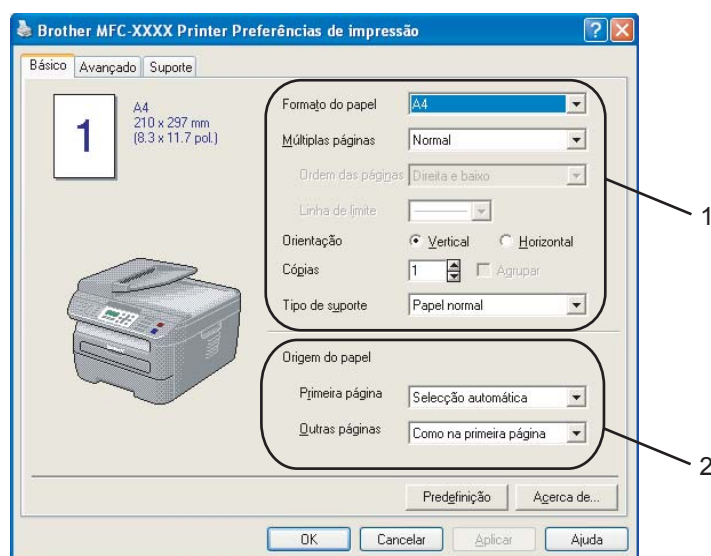 Brother MFC-XXXX Printer Preferências de impressão
Básico Avançado Suporte
1
A4
210 x 297 mm
(8.3 x 11.7 pol.)
Formato do papel A4
Múltiplas páginas Normal
Ordem das páginas Direita e baixo
Linha de limite
Orientação Vertical Horizontal
Cópias 1 Agrupar
Tipo de suporte Papel normal
1
Origem do papel
Primeira página Selecção automática
Outras páginas Como na primeira página
2
Predefinição Acerca de...
OK Cancelar Aplicar Ajuda